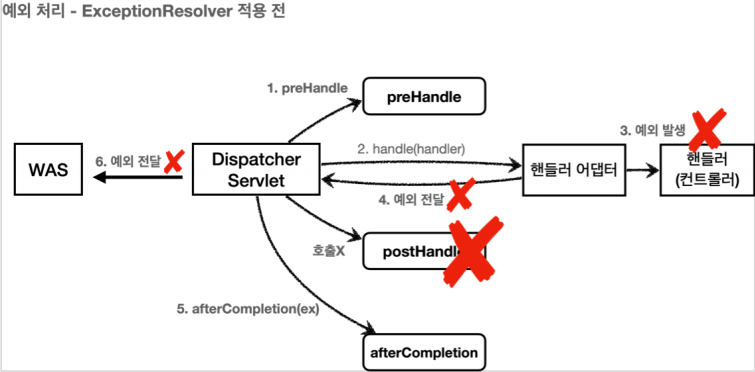 예외 처리 - ExceptionResolver 적용 전
1. preHandle
preHandle
3. 예외 발생
2. handle(handler)
6. 예외 전달
WAS
Dispatcher
Servlet
핸들러 어댑터
핸들러
(컨트롤러)
4. 예외 전달
호출X
postHandle
5. afterCompletion(ex)
afterCompletion